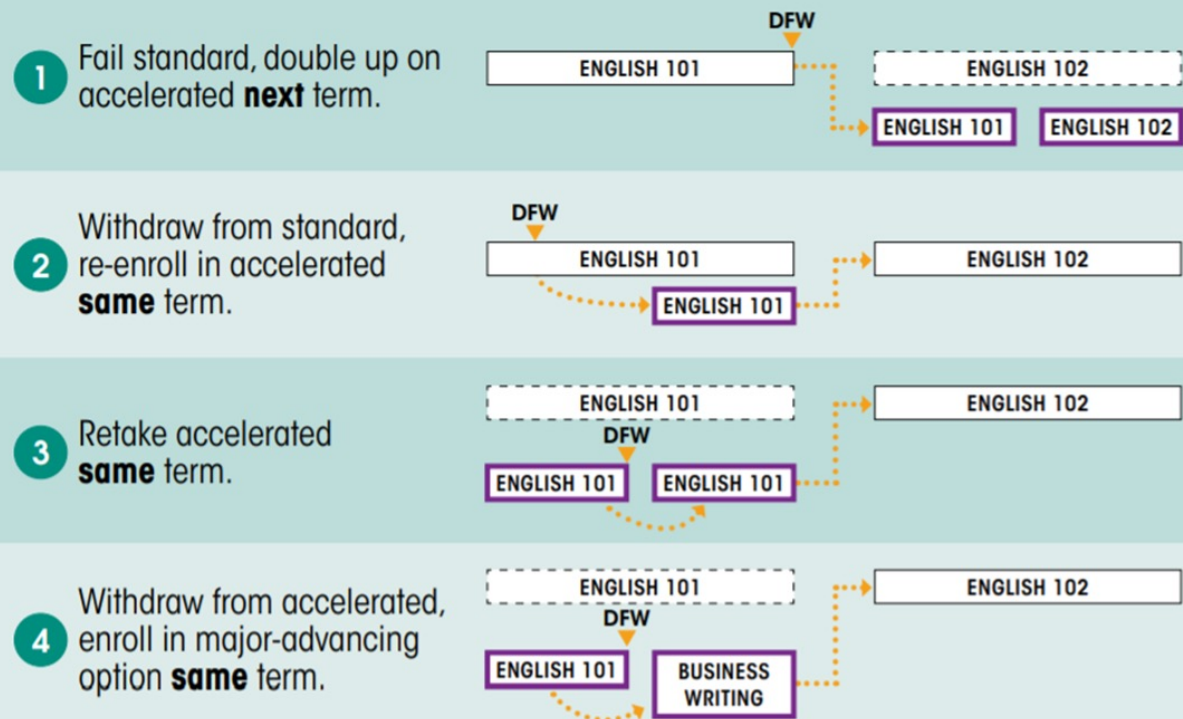 1
Fail standard, double up on
accelerated next term.
DFW
ENGLISH 101
ENGLISH 102
ENGLISH 101
ENGLISH 102
2
Withdraw from standard,
re-enroll in accelerated
same term.
DFW
ENGLISH 101
ENGLISH 102
ENGLISH 101
3
Retake accelerated
same term.
ENGLISH 101
ENGLISH 102
DFW
ENGLISH 101
ENGLISH 101
4
Withdraw from accelerated,
enroll in major-advancing
option same term.
ENGLISH 101
ENGLISH 102
DFW
ENGLISH 101
BUSINESS
WRITING